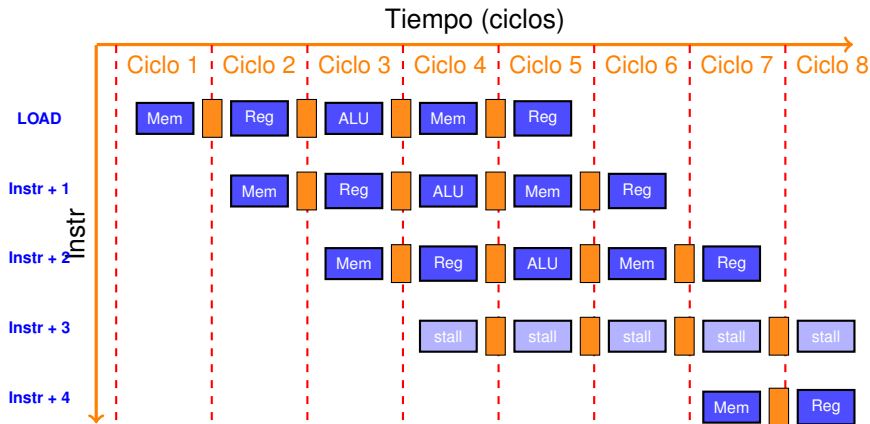 Tiempo (ciclos)
Ciclo 1 Ciclo 2 Ciclo 3 Ciclo 4 Ciclo 5 Ciclo 6 Ciclo 7 Ciclo 8
Instr
LOAD Mem Reg ALU Mem Reg
Instr + 1 Mem Reg ALU Mem Reg
Instr + 2 Mem Reg ALU Mem Reg
Instr + 3 stall stall stall stall stall
Instr + 4 Mem Reg